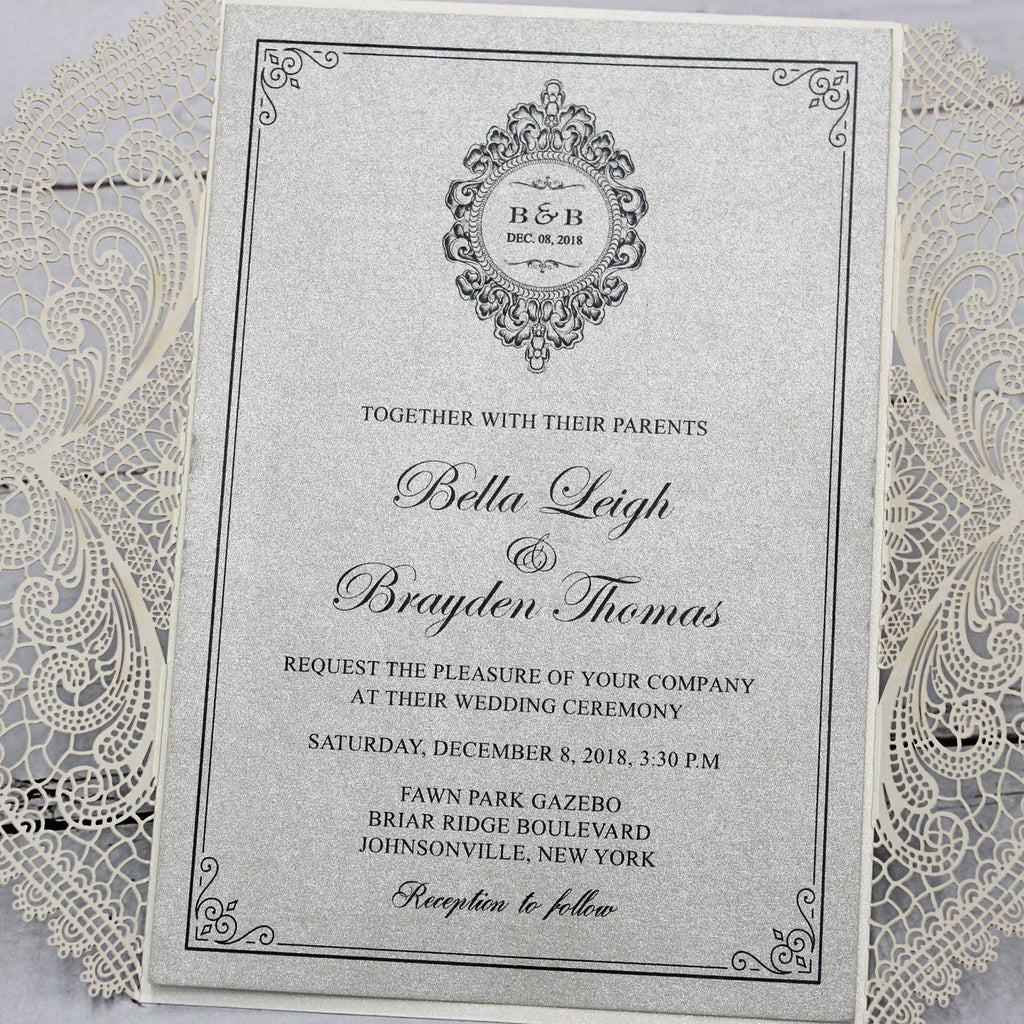 B & B
DEC. 08, 2018
TOGETHER WITH THEIR PARENTS
Bella Leigh
&
Brayden Thomas
REQUEST THE PLEASURE OF YOUR COMPANY
AT THEIR WEDDING CEREMONY
SATURDAY, DECEMBER 8, 2018, 3:30 P.M
FAWN PARK GAZEBO
BRIAR RIDGE BOULEVARD
JOHNSONVILLE, NEW YORK
Reception to follow